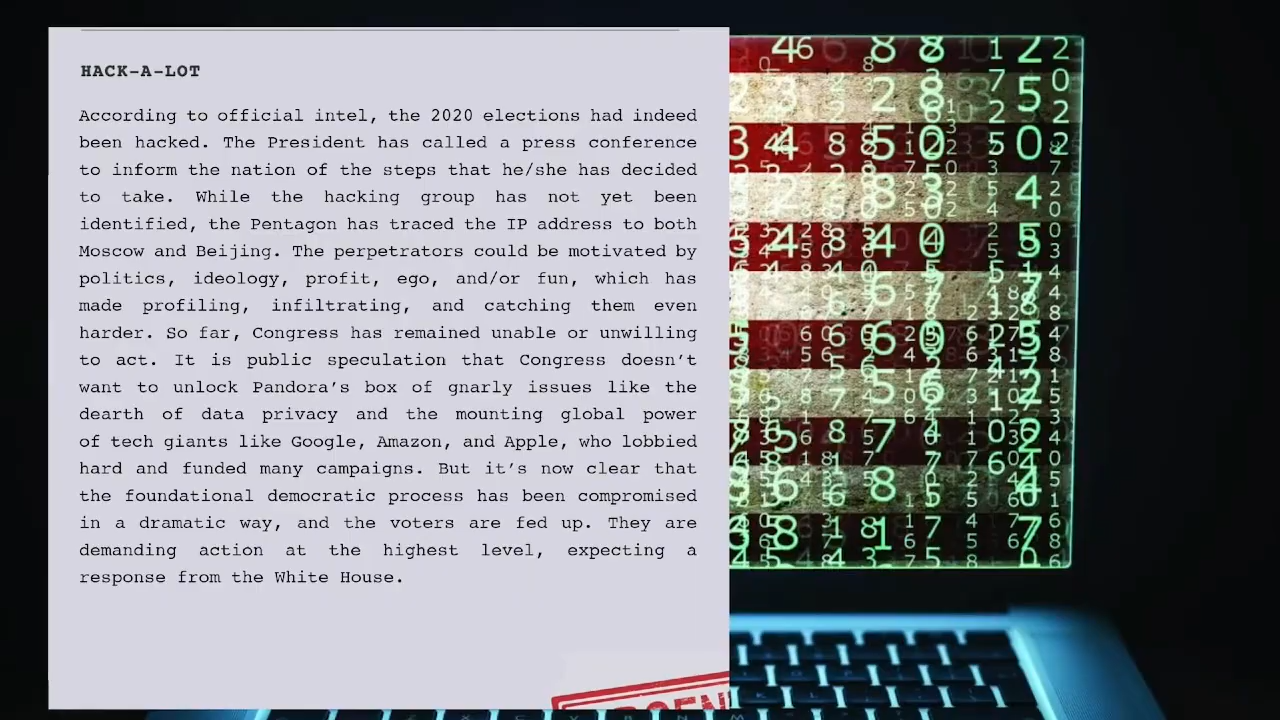 HACK-A-LOT
According to official intel, the 2020 elections had indeed
been hacked. The President has called a press conference
to inform the nation of the steps that he/she has decided
to take. While the hacking group has not yet been
identified, the Pentagon has traced the IP address to both
Moscow and Beijing. The perpetrators could be motivated by
politics, ideology, profit, ego, and/or fun, which has
made profiling, infiltrating, and catching them even
harder. So far, Congress has remained unable or unwilling
to act. It is public speculation that Congress doesn't
want to unlock Pandora's box of gnarly issues like the
dearth of data privacy and the mounting global power
of tech giants like Google, Amazon, and Apple, who lobbied
hard and funded many campaigns. But it's now clear that
the foundational democratic process has been compromised
in a dramatic way, and the voters are fed up. They are
demanding action at the highest level, expecting a
response from the White House.